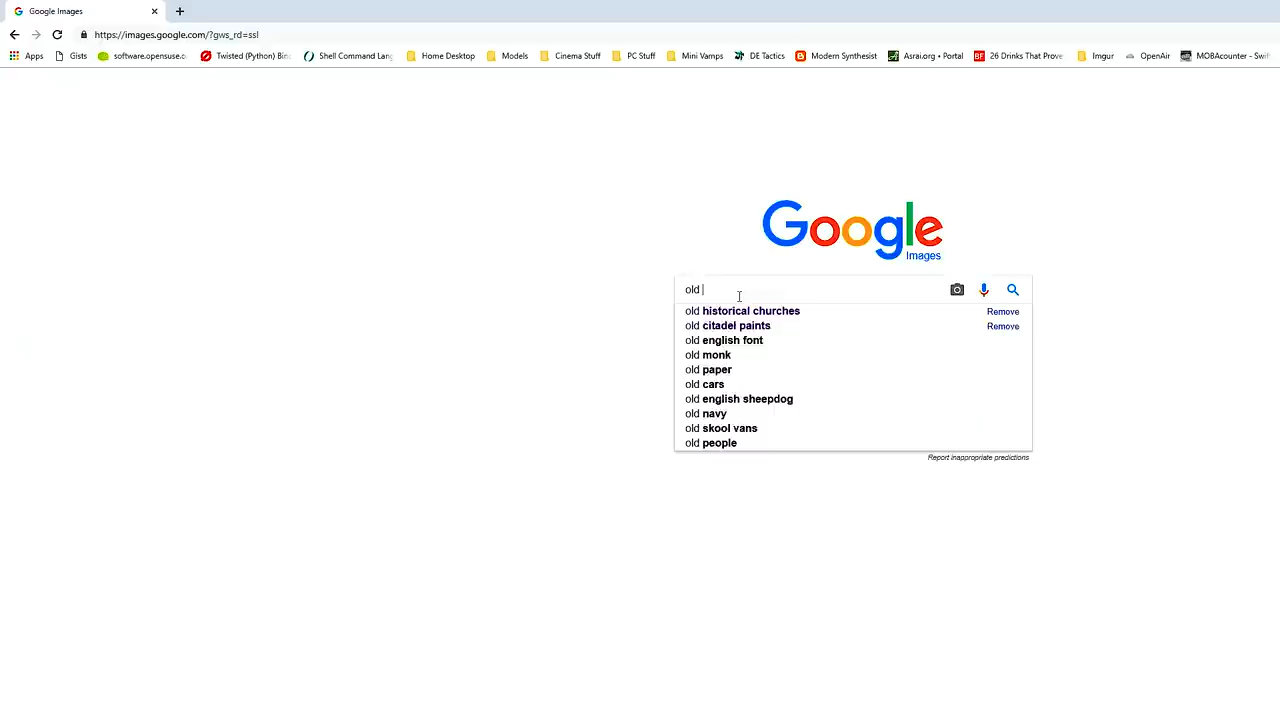 Google Images
https://images.google.com/?gws_rd=ssl
Apps Gists software.opensuse.o Twisted (Python) Bin Shell Command Lang Home Desktop Models Cinema Stuff PC Stuff Mini Vamps DE Tactics Modern Synthesist Asrai.org • Portal BF 26 Drinks That Prove Imgur OpenAir MOBAcounter - Swift
Google
Images
old
old historical churches Remove
old citadel paints Remove
old english font
old monk
old paper
old cars
old english sheepdog
old navy
old skool vans
old people
Report inappropriate predictions